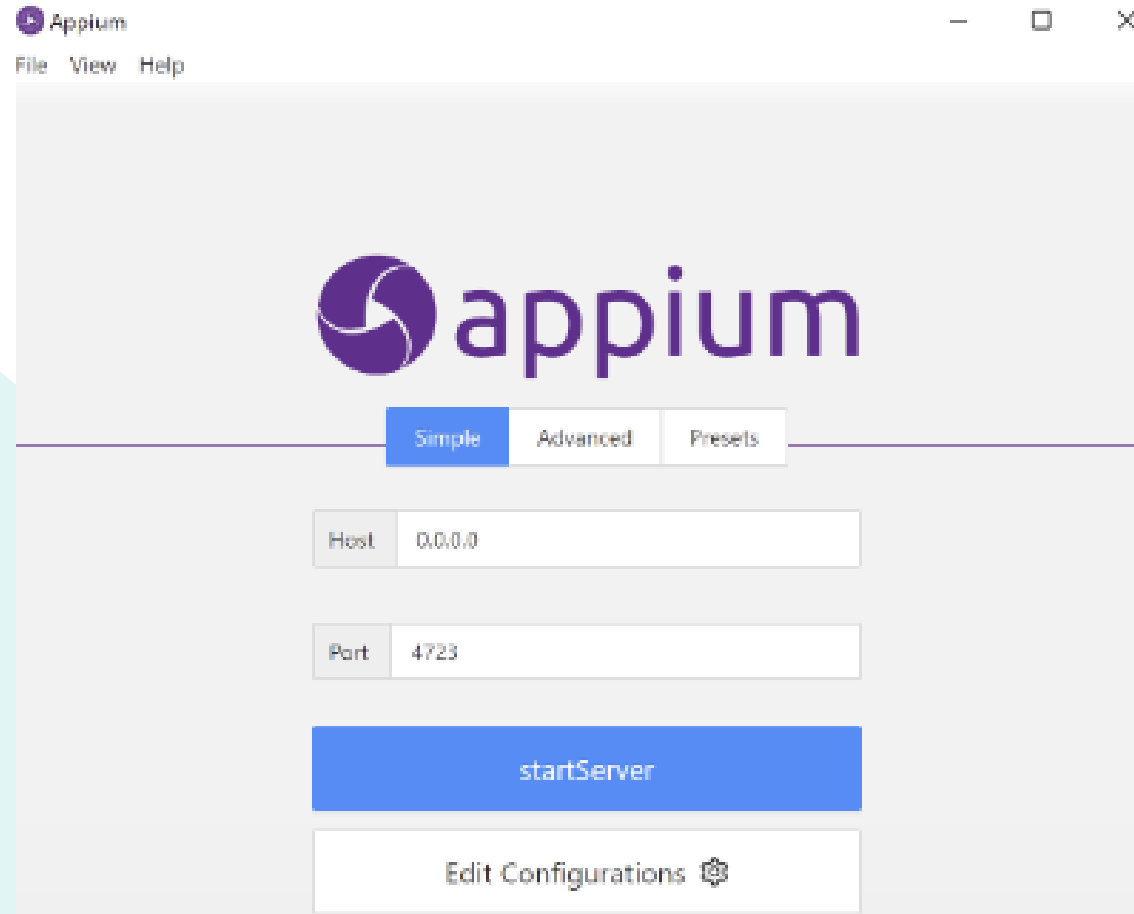 Appium
File View Help
appium
Simple Advanced Presets
Host 0.0.0.0
Port 4723
startServer
Edit Configurations